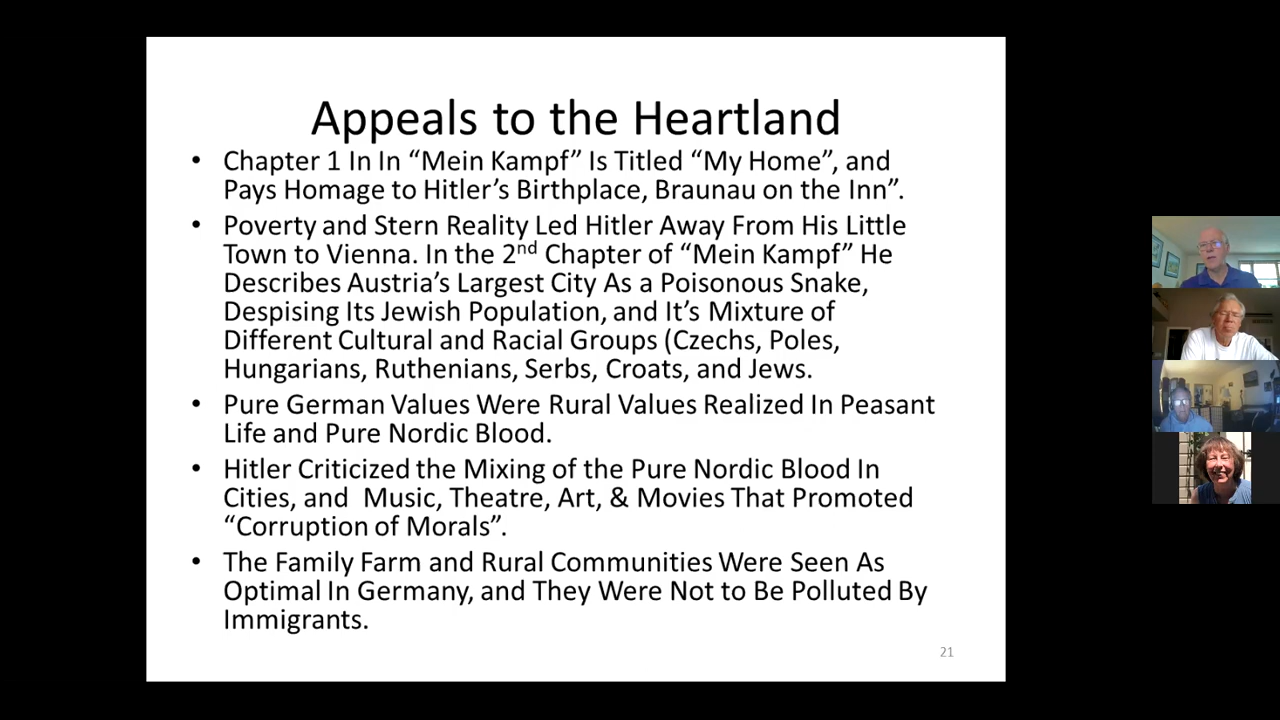 Appeals to the Heartland
• Chapter 1 In In “Mein Kampf” Is Titled “My Home”, and
Pays Homage to Hitler’s Birthplace, Braunau on the Inn”.
• Poverty and Stern Reality Led Hitler Away From His Little
Town to Vienna. In the 2nd Chapter of “Mein Kampf” He
Describes Austria’s Largest City As a Poisonous Snake,
Despising Its Jewish Population, and It’s Mixture of
Different Cultural and Racial Groups (Czechs, Poles,
Hungarians, Ruthenians, Serbs, Croats, and Jews.
• Pure German Values Were Rural Values Realized In Peasant
Life and Pure Nordic Blood.
• Hitler Criticized the Mixing of the Pure Nordic Blood In
Cities, and  Music, Theatre, Art, & Movies That Promoted
“Corruption of Morals”.
• The Family Farm and Rural Communities Were Seen As
Optimal In Germany, and They Were Not to Be Polluted By
Immigrants.
21